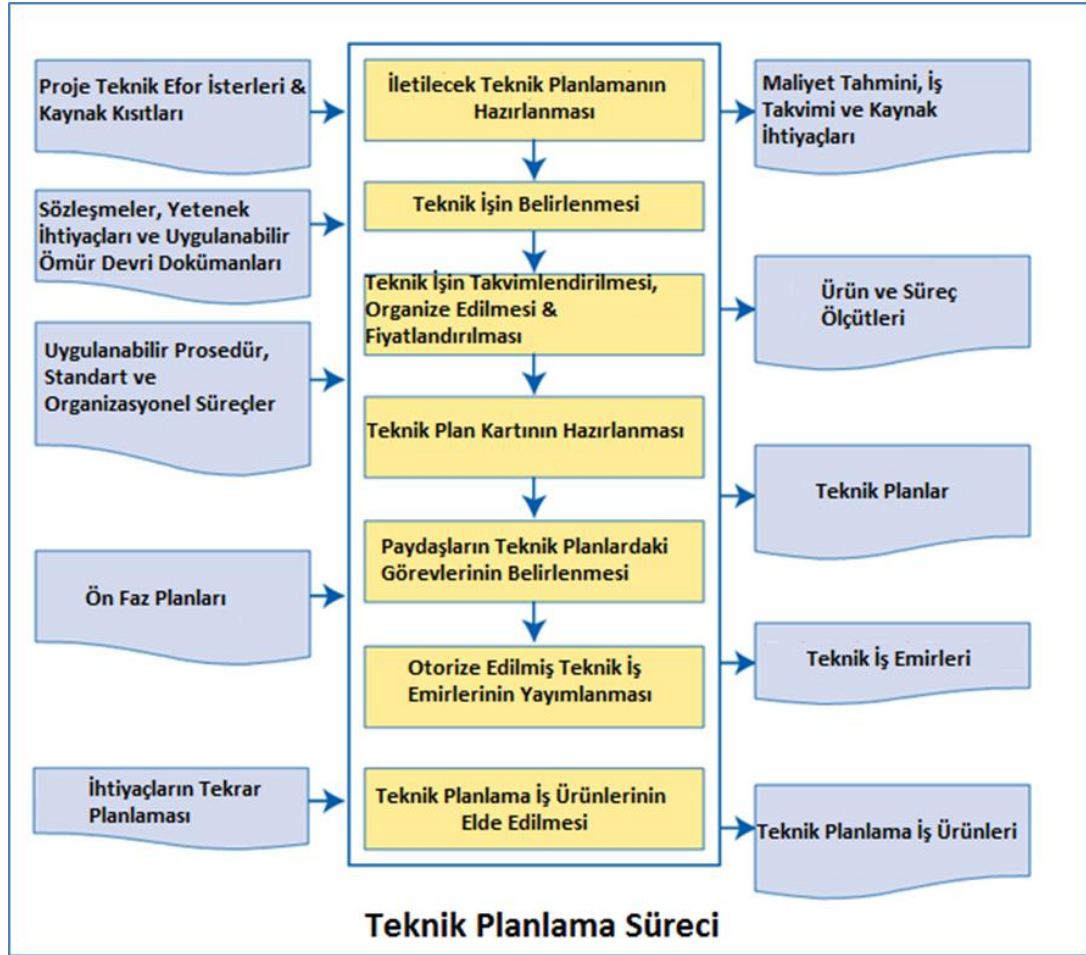 Proje Teknik Efor İsterleri &
Kaynak Kısıtları
Sözleşmeler, Yetenek
İhtiyaçları ve Uygulanabilir
Ömür Devri Dokümanları
Uygulanabilir Prosedür,
Standart ve
Organizasyonel Süreçler
Ön Faz Planları
İhtiyaçların Tekrar
Planlaması
İletilecek Teknik Planlamanın
Hazırlanması
Teknik İşin Belirlenmesi
Teknik İşin Takvimlendirilmesi,
Organize Edilmesi &
Fiyatlandırılması
Teknik Plan Kartının Hazırlanması
Paydaşların Teknik Planlardaki
Görevlerinin Belirlenmesi
Otorize Edilmiş Teknik İş
Emirlerinin Yayımlanması
Teknik Planlama İş Ürünlerinin
Elde Edilmesi
Maliyet Tahmini, İş
Takvimi ve Kaynak
İhtiyaçları
Ürün ve Süreç
Ölçütleri
Teknik Planlar
Teknik İş Emirleri
Teknik Planlama İş Ürünleri
Teknik Planlama Süreci